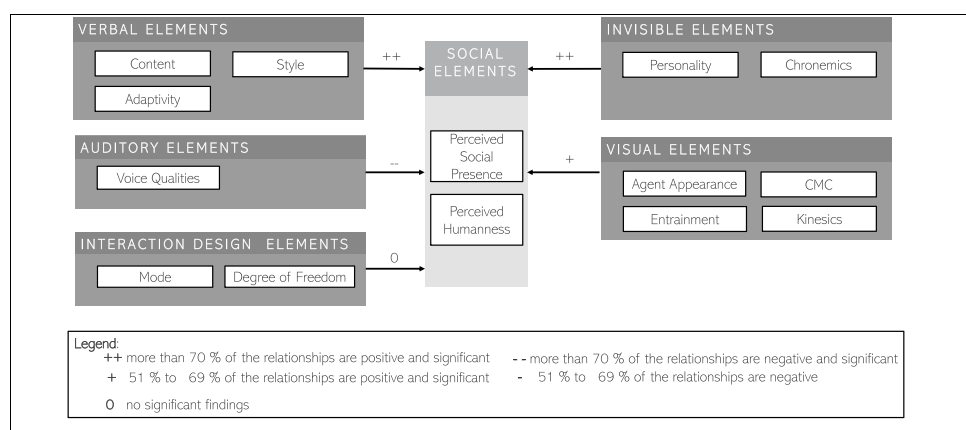 VERBAL ELEMENTS
Content
Style
Adaptivity
++
SOCIAL
ELEMENTS
++
INVISIBLE ELEMENTS
Personality
Chronemics
AUDITORY ELEMENTS
Voice Qualities
--
Perceived
Social
Presence
Perceived
Humanness
+
VISUAL ELEMENTS
Agent Appearance
CMC
Entrainment
Kinesics
INTERACTION DESIGN ELEMENTS
Mode
Degree of Freedom
0
Legend:
++ more than 70 % of the relationships are positive and significant
-- more than 70 % of the relationships are negative and significant
+ 51 % to 69 % of the relationships are positive and significant
- 51 % to 69 % of the relationships are negative
0 no significant findings